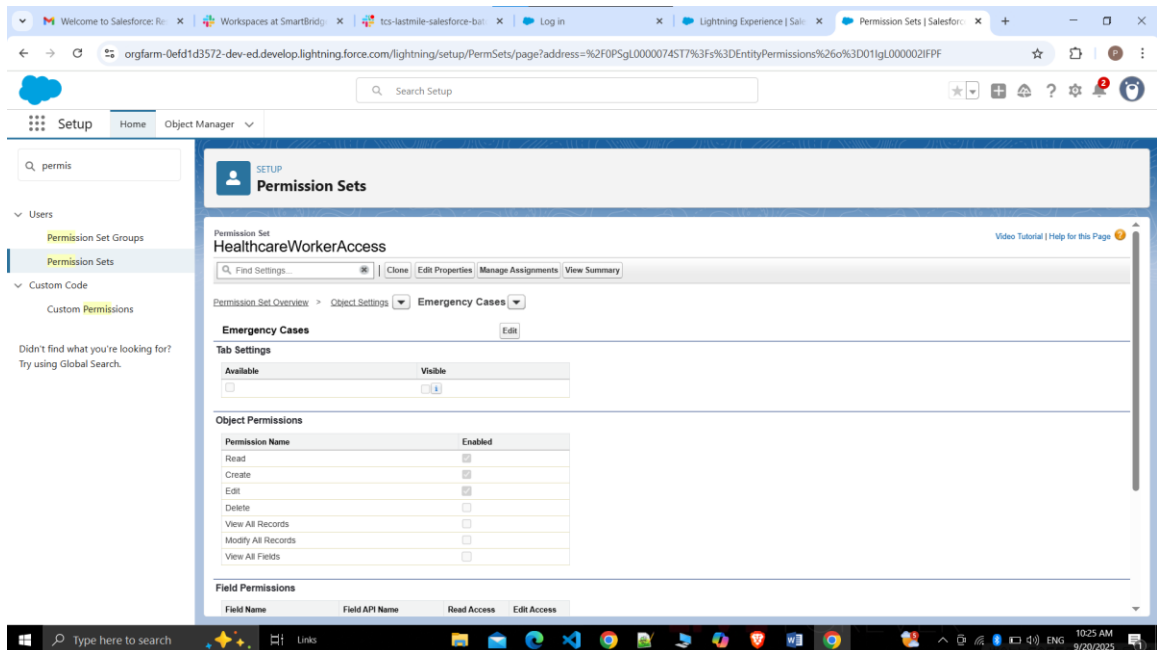 Welcome to Salesforce: Re
Workspaces at SmartBridge
tcs-lastmile-salesforce-bat
Log in
Lightning Experience | Sale
Permission Sets | Salesforc
orgfarm-0efd1d3572-dev-ed.develop.lightning.force.com/lightning/setup/PermSets/page?address=%2F0PSgL0000074ST7%3Fs%3DEntityPermissions%26o%3D01IgL000002IFPF
P
Search Setup
2
Setup
Home
Object Manager
permis
SETUP
Permission Sets
Users
Permission Set Groups
Permission Sets
Custom Code
Custom Permissions
Didn't find what you're looking for?
Try using Global Search.
Permission Set
HealthcareWorkerAccess
Video Tutorial | Help for this Page
Find Settings...
Clone
Edit Properties
Manage Assignments
View Summary
Permission Set Overview > Object Settings Emergency Cases
Emergency Cases
Edit
Tab Settings
Available Visible
i
Object Permissions
Permission Name Enabled
Read
Create
Edit
Delete
View All Records
Modify All Records
View All Fields
Field Permissions
Field Name Field API Name Read Access Edit Access
Type here to search
Links
ENG
10:25 AM
9/20/2025